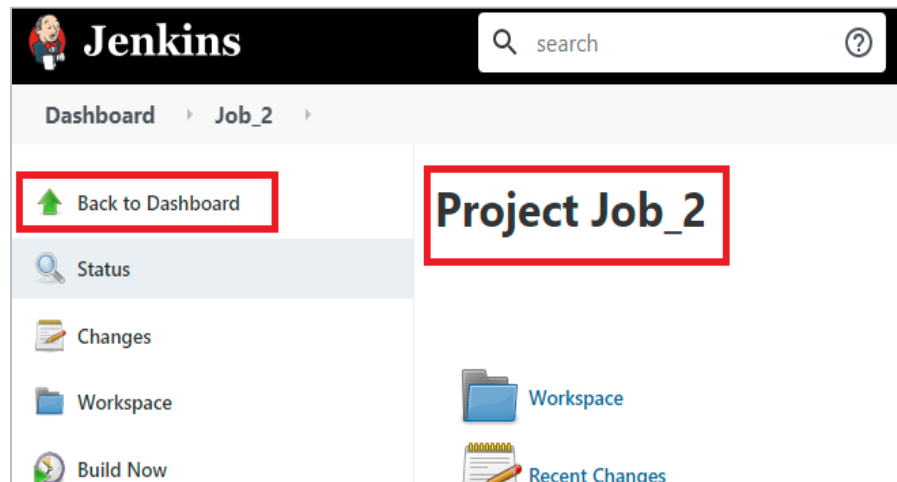 Jenkins
search
Dashboard Job_2
Back to Dashboard
Status
Changes
Workspace
Build Now
Project Job_2
Workspace
Recent Changes